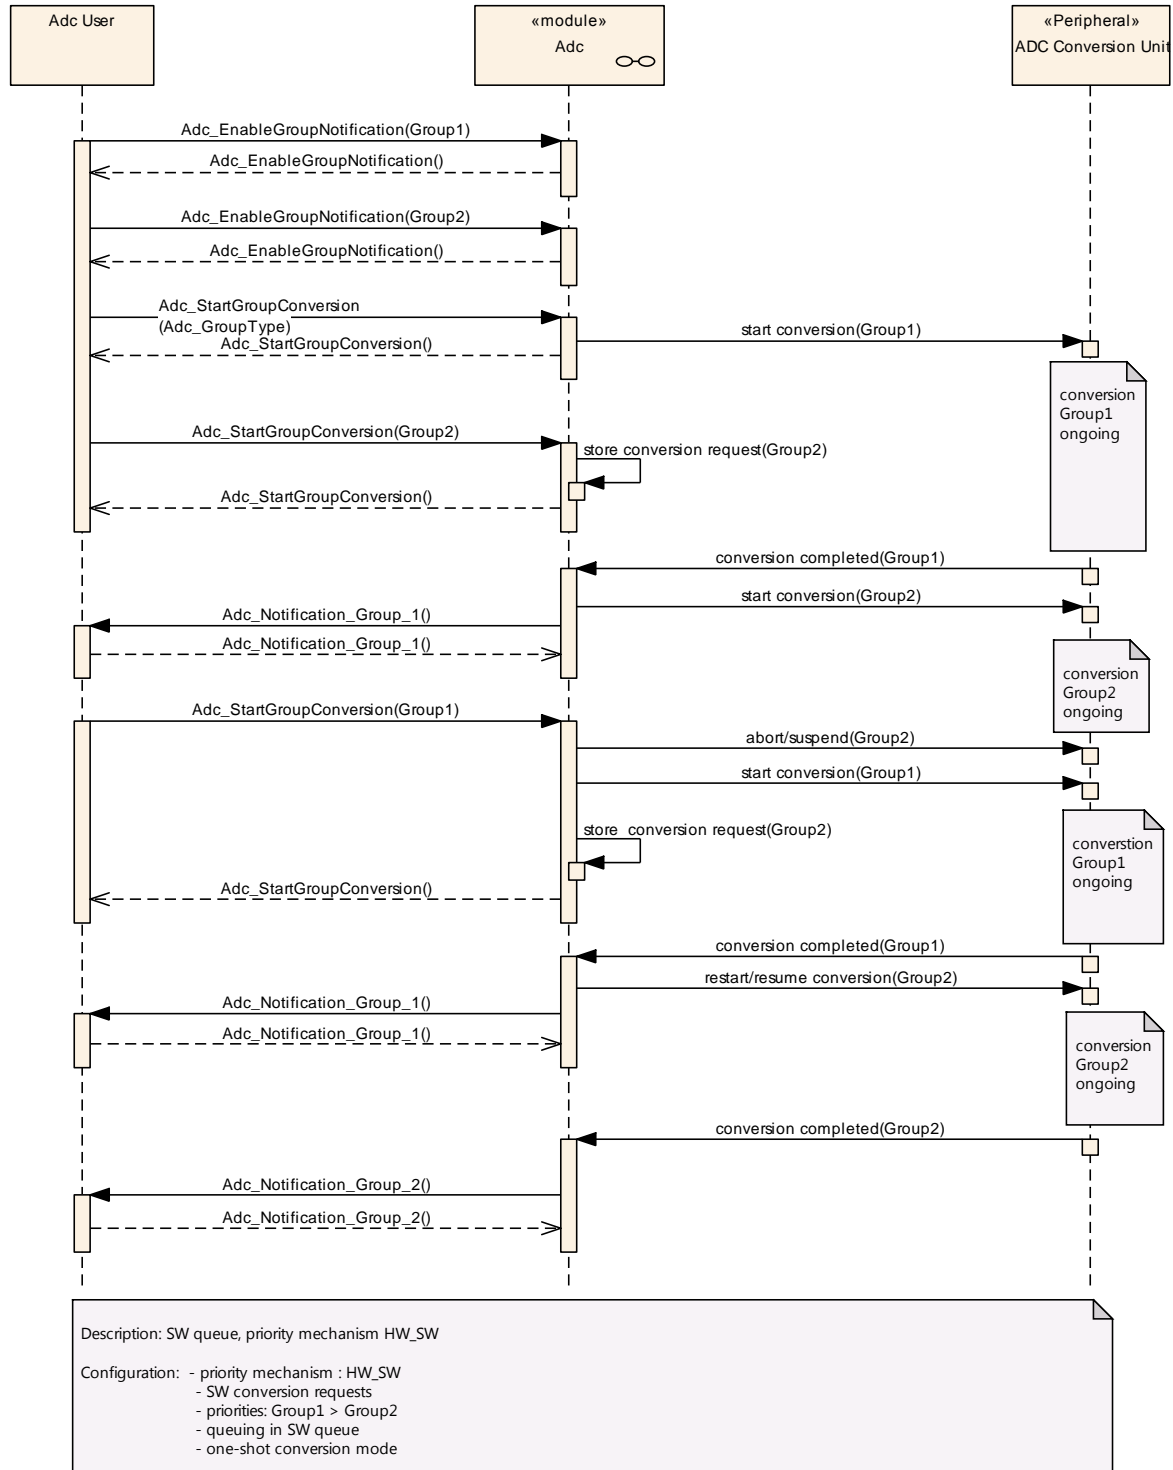 Adc User
«module»
Adc
«Peripheral»
ADC Conversion Unit
Adc_EnableGroupNotification(Group1)
Adc_EnableGroupNotification()
Adc_EnableGroupNotification(Group2)
Adc_EnableGroupNotification()
Adc_StartGroupConversion
(Adc_GroupType)
start conversion(Group1)
Adc_StartGroupConversion()
conversion
Group1
ongoing
Adc_StartGroupConversion(Group2)
store conversion request(Group2)
Adc_StartGroupConversion()
conversion completed(Group1)
start conversion(Group2)
Adc_Notification_Group_1()
Adc_Notification_Group_1()
conversion
Group2
ongoing
Adc_StartGroupConversion(Group1)
abort/suspend(Group2)
start conversion(Group1)
store  conversion request(Group2)
converstion
Group1
ongoing
Adc_StartGroupConversion()
conversion completed(Group1)
restart/resume conversion(Group2)
Adc_Notification_Group_1()
Adc_Notification_Group_1()
conversion
Group2
ongoing
conversion completed(Group2)
Adc_Notification_Group_2()
Adc_Notification_Group_2()
Description: SW queue, priority mechanism HW_SW
Configuration:  - priority mechanism : HW_SW
- SW conversion requests
- priorities: Group1 > Group2
- queuing in SW queue
- one-shot conversion mode